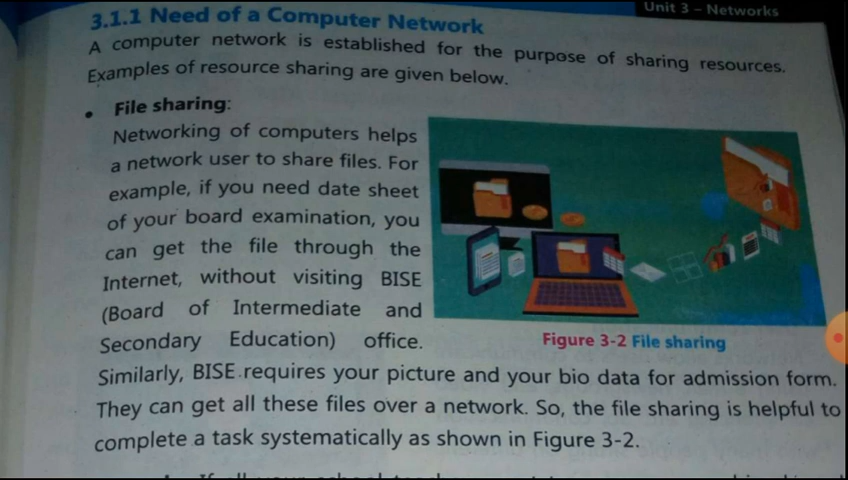 Unit 3 – Networks
3.1.1 Need of a Computer Network
A computer network is established for the purpose of sharing resources.
Examples of resource sharing are given below.
• File sharing:
Networking of computers helps
a network user to share files. For
example, if you need date sheet
of your board examination, you
can get the file through the
Internet, without visiting BISE
(Board of Intermediate and
Secondary Education) office.
Figure 3-2 File sharing
Similarly, BISE requires your picture and your bio data for admission form.
They can get all these files over a network. So, the file sharing is helpful to
complete a task systematically as shown in Figure 3-2.